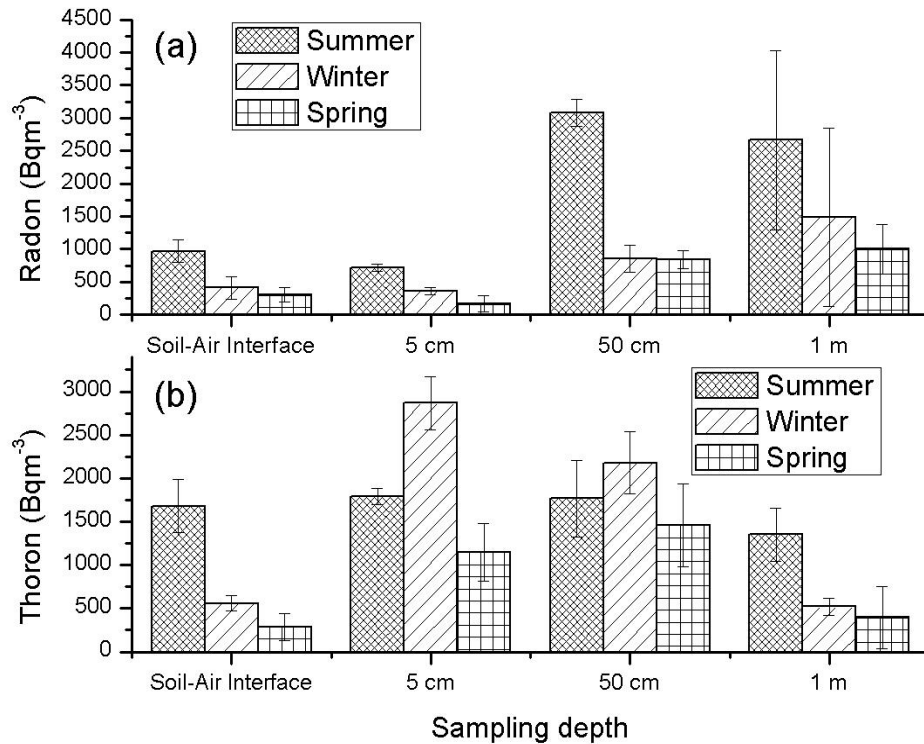 (a)
Summer
Winter
Spring
Radon (Bqm⁻³)
4500
4000
3500
3000
2500
2000
1500
1000
500
0
Soil-Air Interface 5 cm 50 cm 1 m
(b)
Summer
Winter
Spring
Thoron (Bqm⁻³)
3000
2500
2000
1500
1000
500
0
Soil-Air Interface 5 cm 50 cm 1 m
Sampling depth